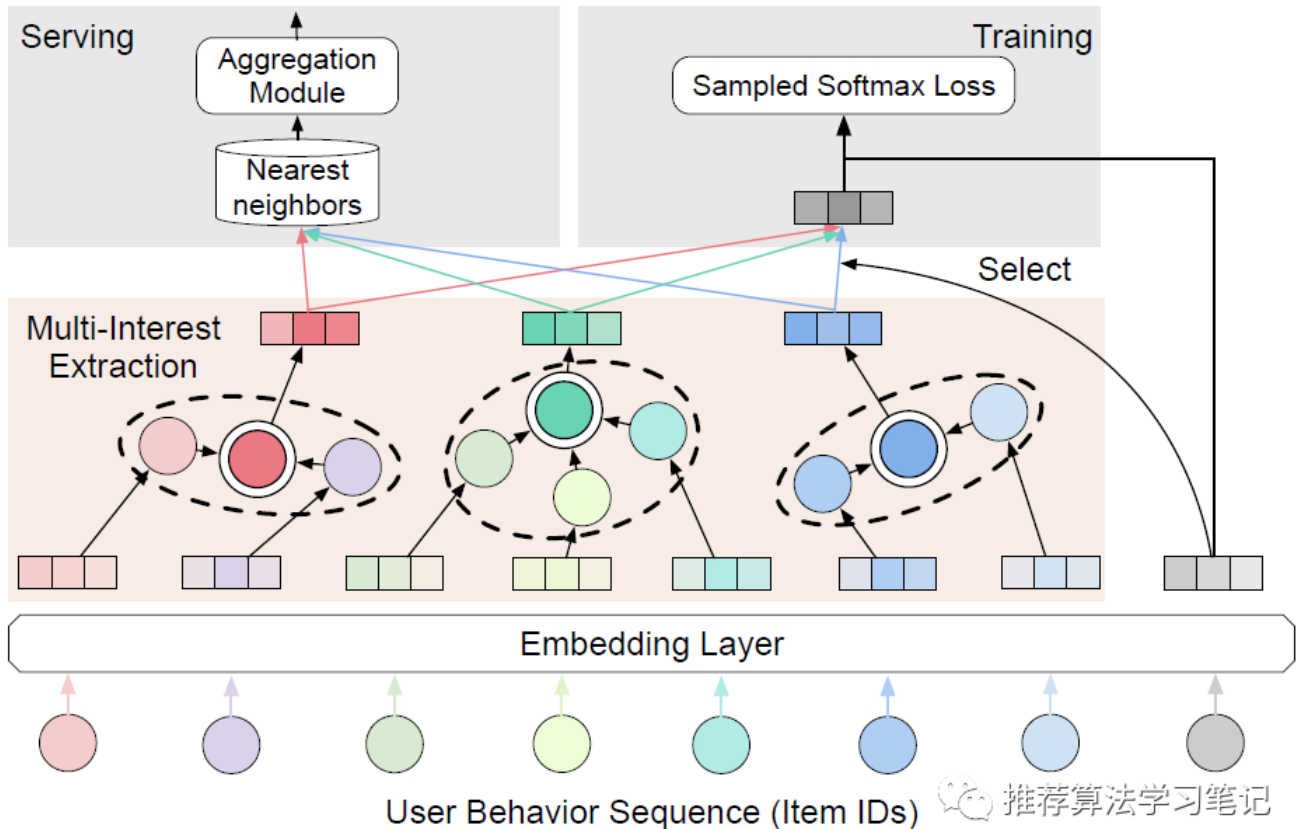 Serving
Aggregation
Module
Nearest
neighbors
Training
Sampled Softmax Loss
Select
Multi-Interest
Extraction
Embedding Layer
User Behavior Sequence (Item IDs)
推荐算法学习笔记